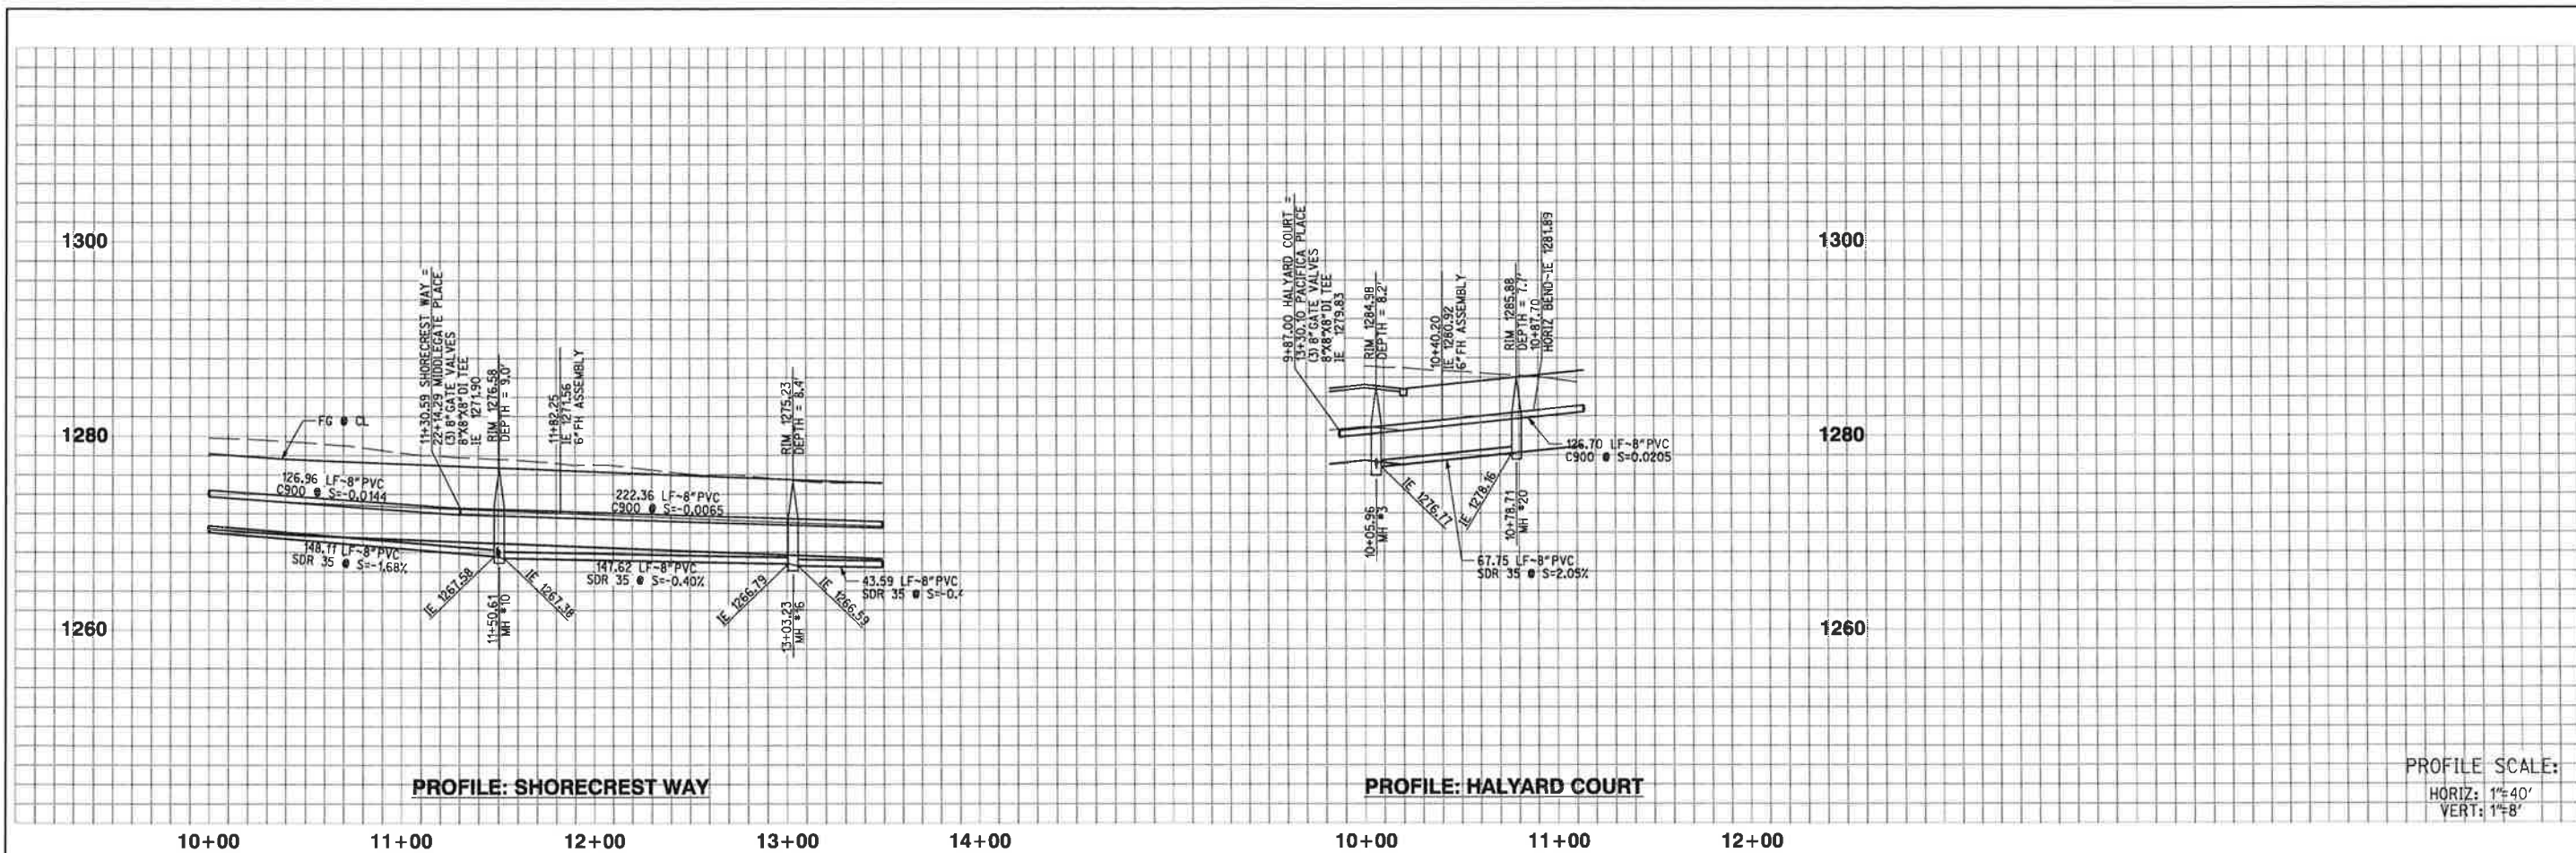 1300
1280
1260
11+30.59 SHORECREST WAY =
22+14.29 MIDDLEGATE PLACE
(3) 8" GATE VALVES
8"X8"X8" DI TEE
IE 1271.90
RIM 1276.58
DEPTH = 9.0'
11+82.25
IE 1271.56
6" FH ASSEMBLY
RIM 1275.23
DEPTH = 8.4'
FG @ CL
126.96 LF~8" PVC
C900 @ S=-0.0144
222.36 LF~8" PVC
C900 @ S=-0.0065
148.11 LF~8" PVC
SDR 35 @ S=-1.68%
147.62 LF~8" PVC
SDR 35 @ S=-0.40%
43.59 LF~8" PVC
SDR 35 @ S=-0.4
IE 1267.58
11+50.61
MH #10
IE 1267.38
IE 1266.79
13+03.23
MH #16
IE 1266.59
PROFILE: SHORECREST WAY
10+00
11+00
12+00
13+00
14+00
9+87.00 HALYARD COURT =
13+30.10 PACIFICA PLACE
(3) 8" GATE VALVES
8"X8"X8" DI TEE
IE 1279.83
RIM 1284.98
DEPTH = 8.2'
10+40.20
IE 1280.92
6" FH ASSEMBLY
RIM 1285.88
DEPTH = 7.7'
10+87.70
HORIZ BEND-IE 1281.89
126.70 LF~8" PVC
C900 @ S=0.0205
67.75 LF~8" PVC
SDR 35 @ S=2.05%
10+05.96
MH #3
IE 1276.77
IE 1278.16
10+78.71
MH #20
1300
1280
1260
PROFILE: HALYARD COURT
10+00
11+00
12+00
PROFILE SCALE:
HORIZ: 1"=40'
VERT: 1"=8'